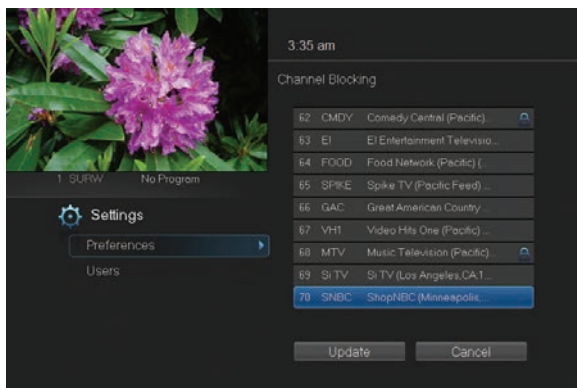 3:35 am
Channel Blocking
62 CMDY Comedy Central (Pacific)...
63 E! E! Entertainment Televisio...
64 FOOD Food Network (Pacific) (...
65 SPIKE Spike TV (Pacific Feed) ...
66 GAC Great American Country ...
67 VH1 Video Hits One (Pacific)...
68 MTV Music Television (Pacific)...
69 SiTV SiTV (Los Angeles,CA,1...
70 SNBC ShopNBC (Minneapolis,...
Update Cancel
1 SURW No Program
Settings
Preferences
Users